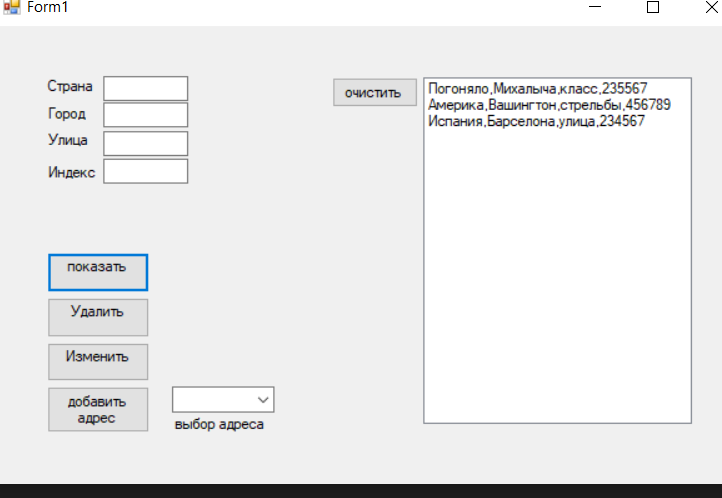 Form1
Страна
Город
Улица
Индекс
очистить
Погоняло,Михалыча,класс,235567
Америка,Вашингтон,стрельбы,456789
Испания,Барселона,улица,234567
показать
Удалить
Изменить
добавить
адрес
выбор адреса